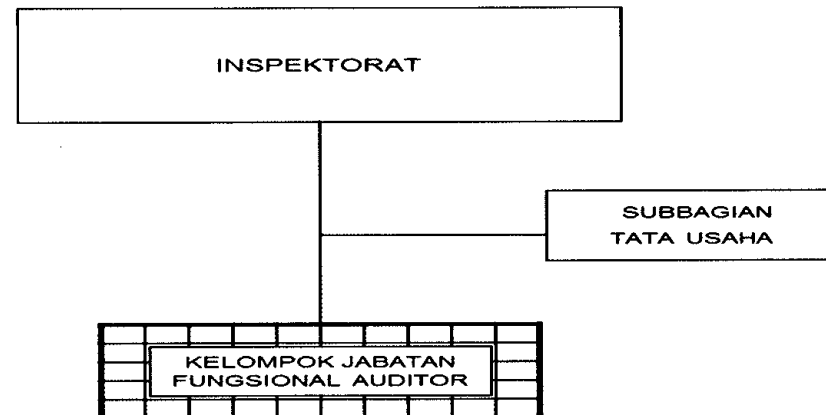 INSPEKTORAT
SUBBAGIAN
TATA USAHA
KELOMPOK JABATAN
FUNGSIONAL AUDITOR